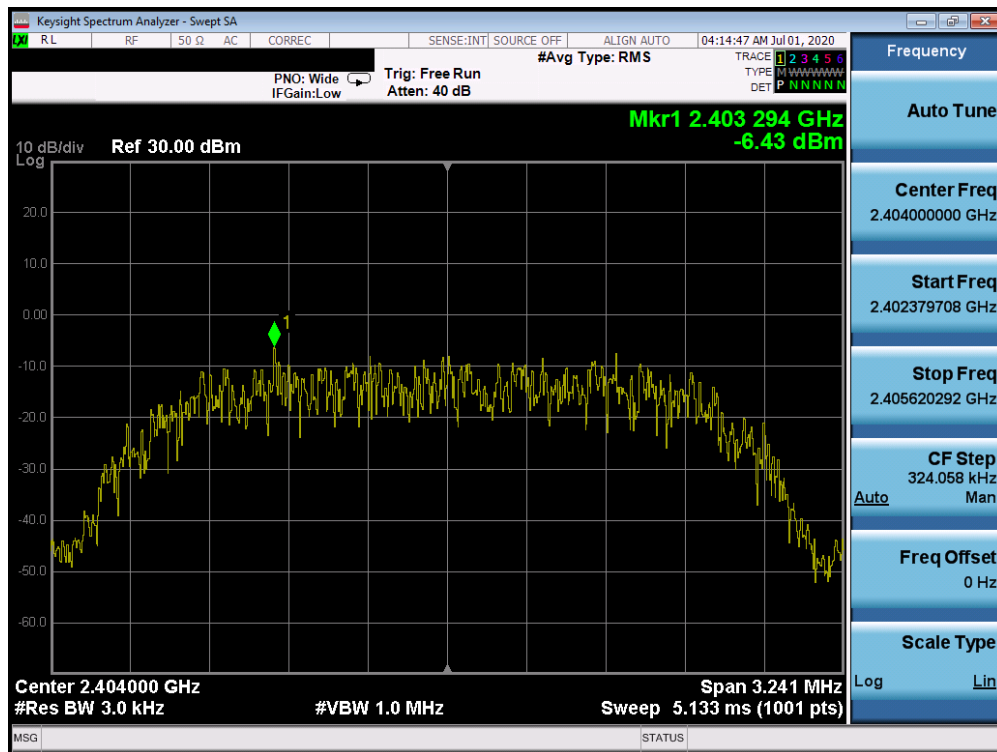 Keysight Spectrum Analyzer - Swept SA
LXI RL RF 50 Ω AC CORREC SENSE:INT SOURCE OFF ALIGN AUTO 04:14:47 AM Jul 01, 2020
PNO: Wide
IFGain:Low
Trig: Free Run
Atten: 40 dB
#Avg Type: RMS
TRACE 1 2 3 4 5 6
TYPE M W W W W W
DET P N N N N N
Mkr1 2.403 294 GHz
-6.43 dBm
10 dB/div
Log
Ref 30.00 dBm
20.0
10.0
0.00
-10.0
-20.0
-30.0
-40.0
-50.0
-60.0
1
Center 2.404000 GHz
Span 3.241 MHz
#Res BW 3.0 kHz
#VBW 1.0 MHz
Sweep 5.133 ms (1001 pts)
MSG
STATUS
Frequency
Auto Tune
Center Freq
2.404000000 GHz
Start Freq
2.402379708 GHz
Stop Freq
2.405620292 GHz
CF Step
324.058 kHz
Auto Man
Freq Offset
0 Hz
Scale Type
Log Lin